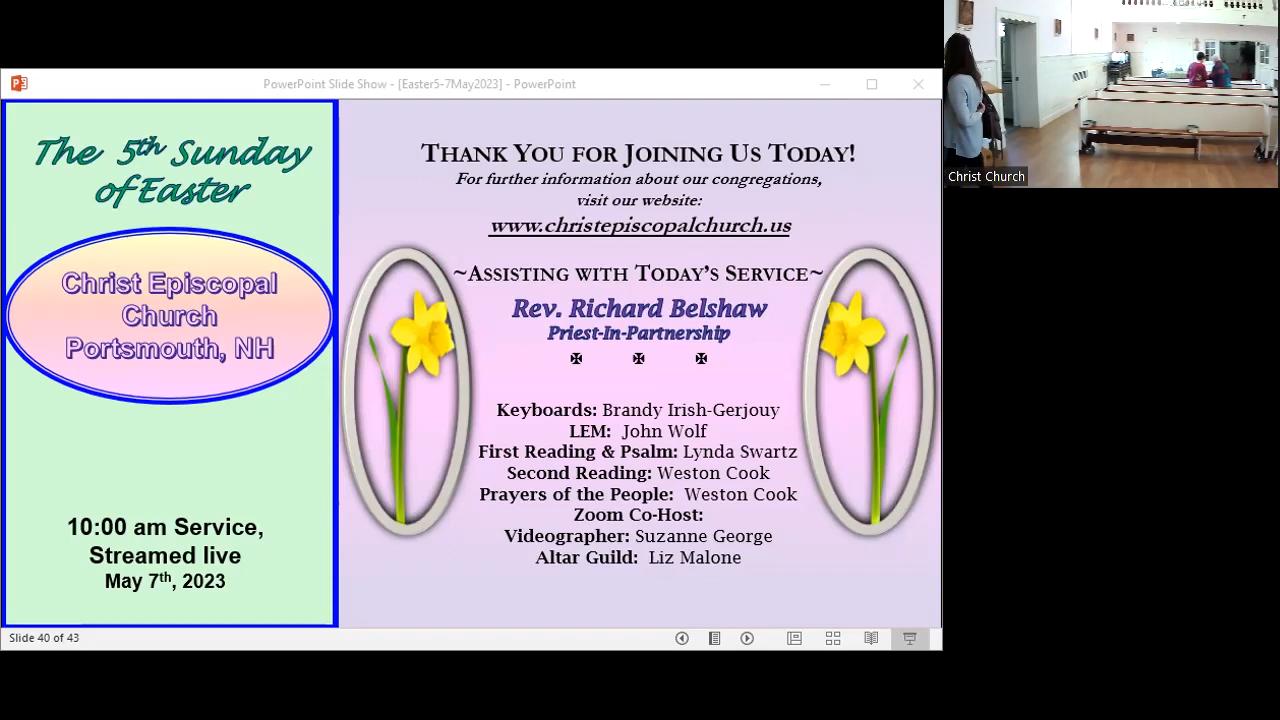 PowerPoint Slide Show - [Easter5-7May2023] - PowerPoint
The 5th Sunday
of Easter
Christ Episcopal
Church
Portsmouth, NH
10:00 am Service,
Streamed live
May 7th, 2023
THANK YOU FOR JOINING US TODAY!
For further information about our congregations,
visit our website:
www.christepiscopalchurch.us
~ASSISTING WITH TODAY'S SERVICE~
Rev. Richard Belshaw
Priest-In-Partnership
Keyboards: Brandy Irish-Gerjouy
LEM: John Wolf
First Reading & Psalm: Lynda Swartz
Second Reading: Weston Cook
Prayers of the People: Weston Cook
Zoom Co-Host:
Videographer: Suzanne George
Altar Guild: Liz Malone
Slide 40 of 43
Christ Church